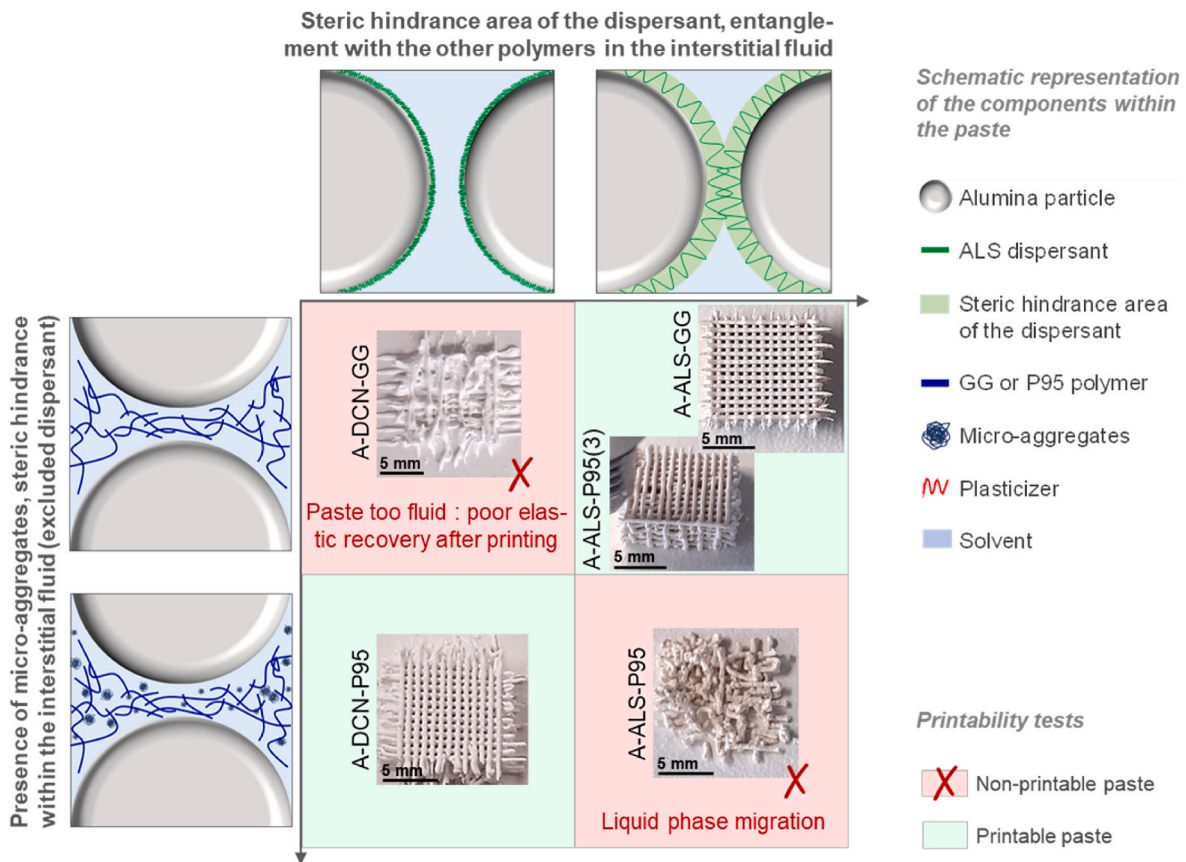 Steric hindrance area of the dispersant, entangle-
ment with the other polymers in the interstitial fluid
Presence of micro-aggregates, steric hindrance
within the interstitial fluid (excluded dispersant)
A-DCN-GG
5 mm
Paste too fluid : poor elas-
tic recovery after printing
A-ALS-GG
5 mm
A-ALS-P95(3)
5 mm
A-DCN-P95
5 mm
A-ALS-P95
5 mm
Liquid phase migration
Schematic representation
of the components within
the paste
Alumina particle
ALS dispersant
Steric hindrance area
of the dispersant
GG or P95 polymer
Micro-aggregates
Plasticizer
Solvent
Printability tests
Non-printable paste
Printable paste